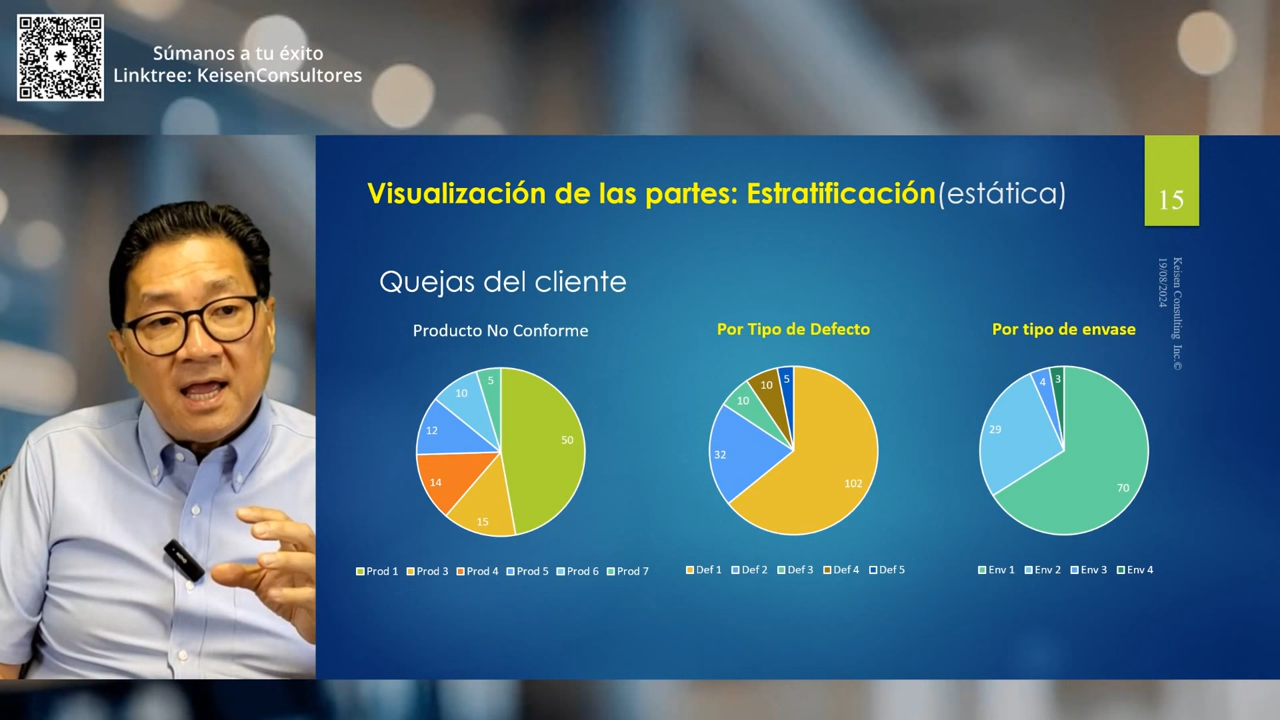 Súmanos a tu éxito
Linktree: KeisenConsultores
Visualización de las partes: Estratificación(estática)
15
Keisen Consulting Inc.©
19/08/2024
Quejas del cliente
Producto No Conforme
5
10
12
50
14
15
Prod 1 Prod 3 Prod 4 Prod 5 Prod 6 Prod 7
Por Tipo de Defecto
5
10
10
32
102
Def 1 Def 2 Def 3 Def 4 Def 5
Por tipo de envase
3
4
29
70
Env 1 Env 2 Env 3 Env 4